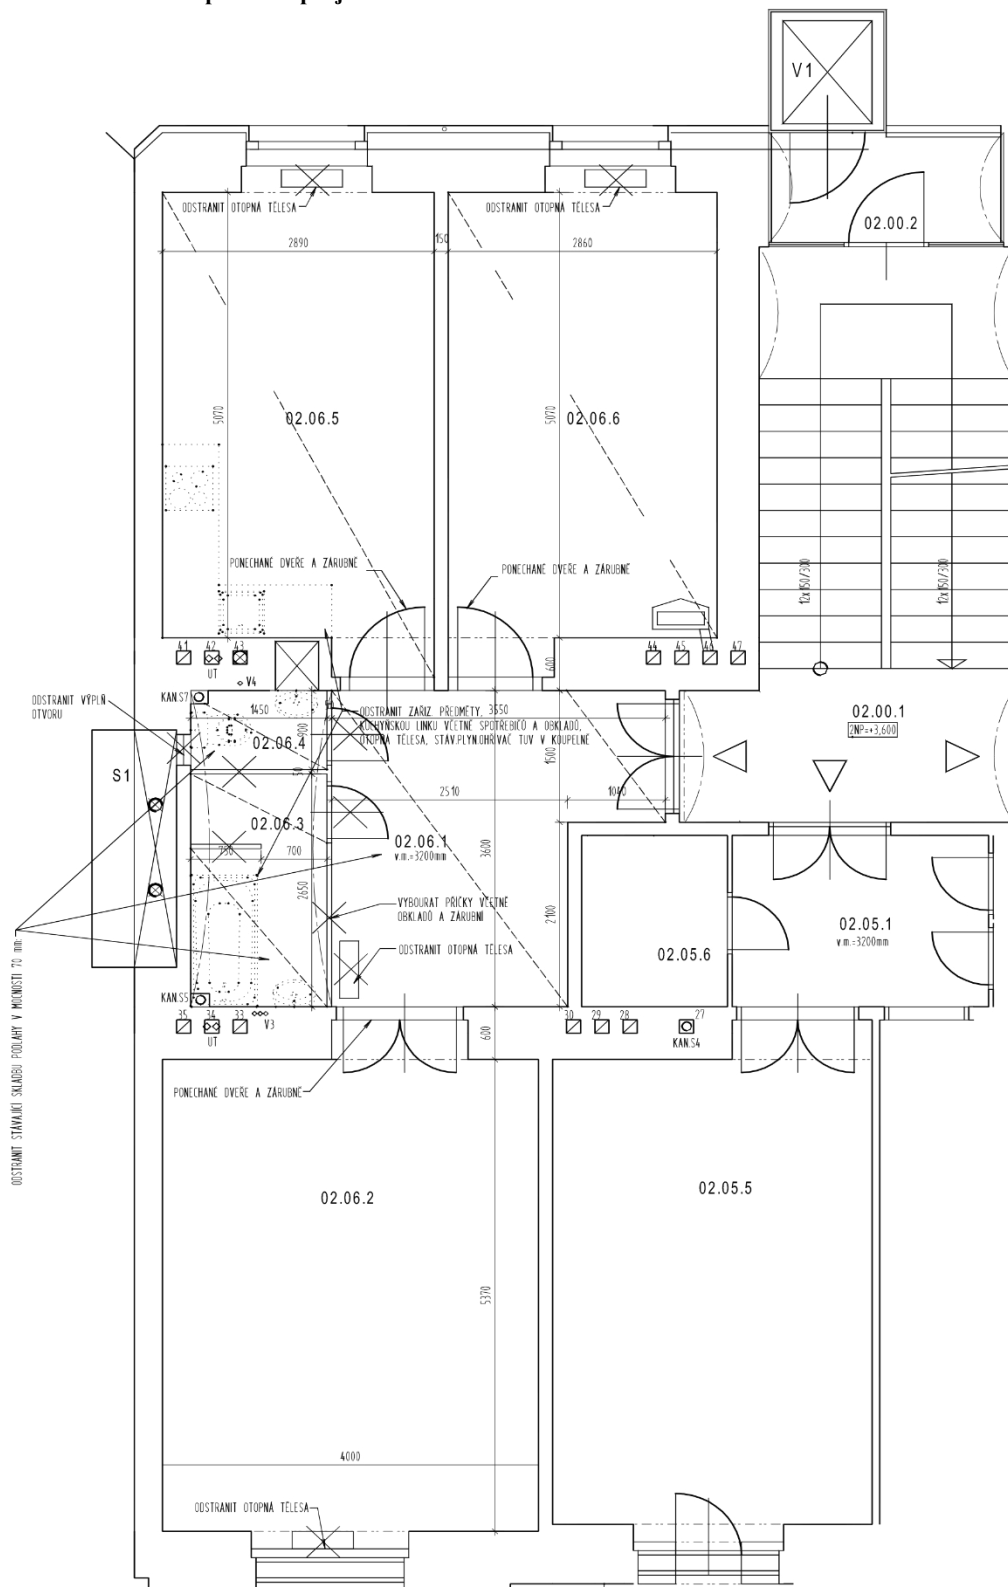 V1
02.00.2
ODSTRANIT OTOPNÁ TĚLESA
ODSTRANIT OTOPNÁ TĚLESA
2890
150
2860
5070
02.06.5
5070
02.06.6
PONECHANÉ DVEŘE A ZÁRUBNĚ
PONECHANÉ DVEŘE A ZÁRUBNĚ
12x150/300
12x150/300
41
42
43
UT
V4
44
45
46
47
600
ODSTRANIT VÝPLŇ
OTVORU
KAN.S7
1450
900
02.06.4
ODSTRANIT ZAŘIZ. PŘEDMĚTY, 3550
KUCHYŇSKOU LINKU VČETNĚ SPOTŘEBIČŮ A OBKLADŮ,
OTOPNÁ TĚLESA, STÁV.PLYN.OHŘÍVAČ TUV V KOUPELNĚ
1500
02.00.1
2NP=+3,600
S1
50
2510
1040
02.06.3
750
700
02.06.1
v.m.=3200mm
3600
2650
2100
VYBOURAT PŘÍČKY VČETNĚ
OBKLADŮ A ZÁRUBNÍ
ODSTRANIT OTOPNÁ TĚLESA
02.05.6
02.05.1
v.m.=3200mm
ODSTRANIT STÁVAJÍCÍ SKLADBU PODLAHY V MOCNOSTI 70 mm
KAN.S5
35
34
33
UT
V3
600
30
29
28
27
KAN.S4
PONECHANÉ DVEŘE A ZÁRUBNĚ
02.06.2
02.05.5
5370
4000
ODSTRANIT OTOPNÁ TĚLESA